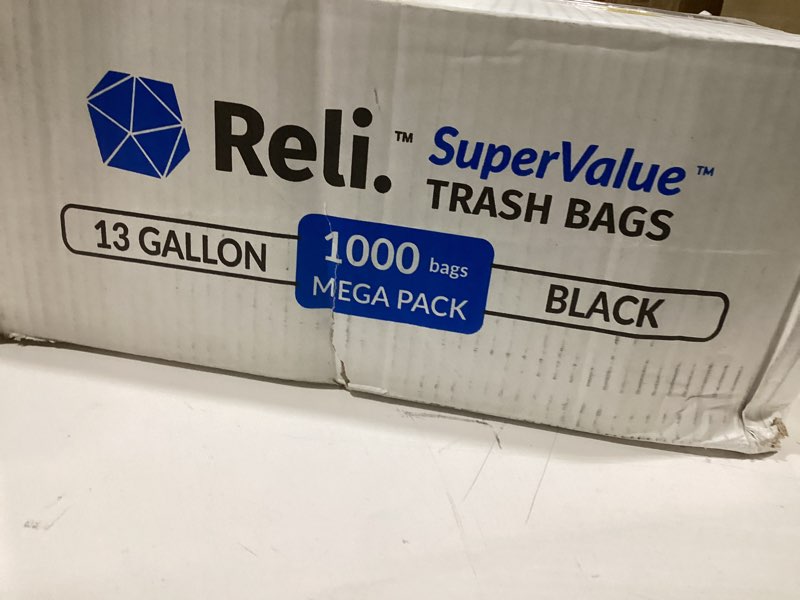 Reli.™
SuperValue™
TRASH BAGS
13 GALLON
1000 bags
MEGA PACK
BLACK